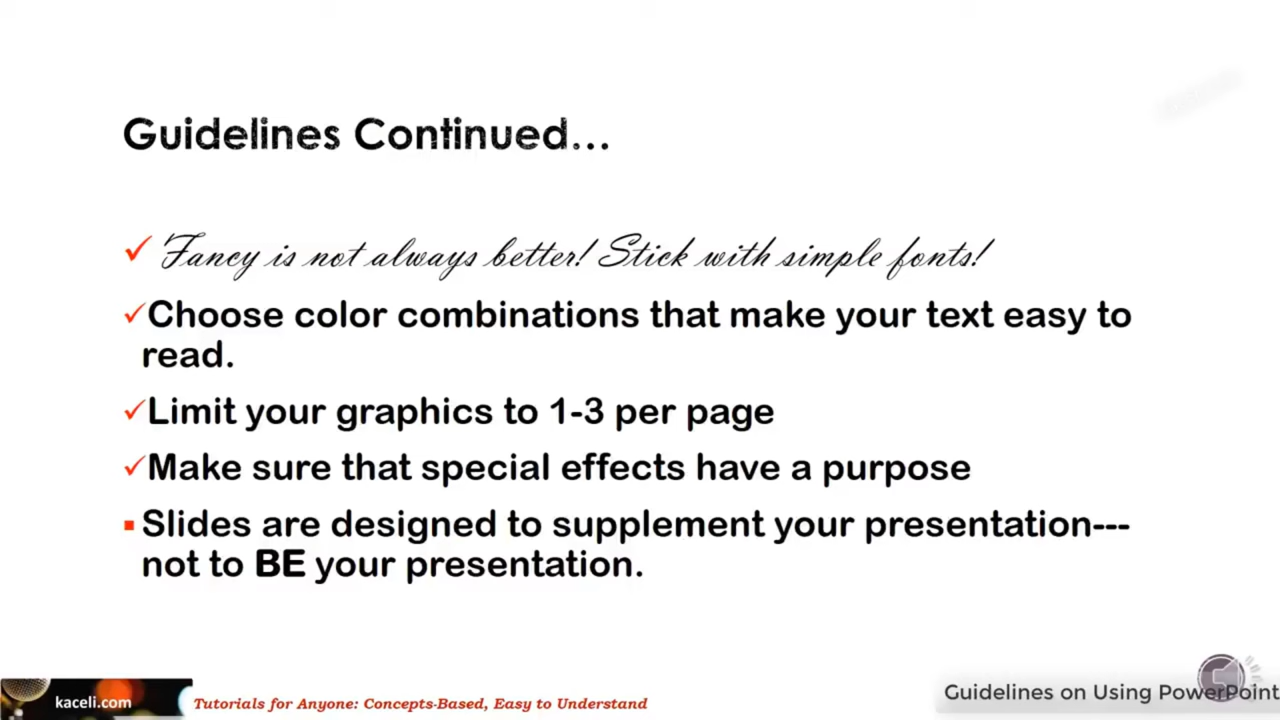 Guidelines Continued...
Fancy is not always better! Stick with simple fonts!
Choose color combinations that make your text easy to
read.
Limit your graphics to 1-3 per page
Make sure that special effects have a purpose
Slides are designed to supplement your presentation---
not to BE your presentation.
kaceli.com
Tutorials for Anyone: Concepts-Based, Easy to Understand
Guidelines on Using PowerPoint